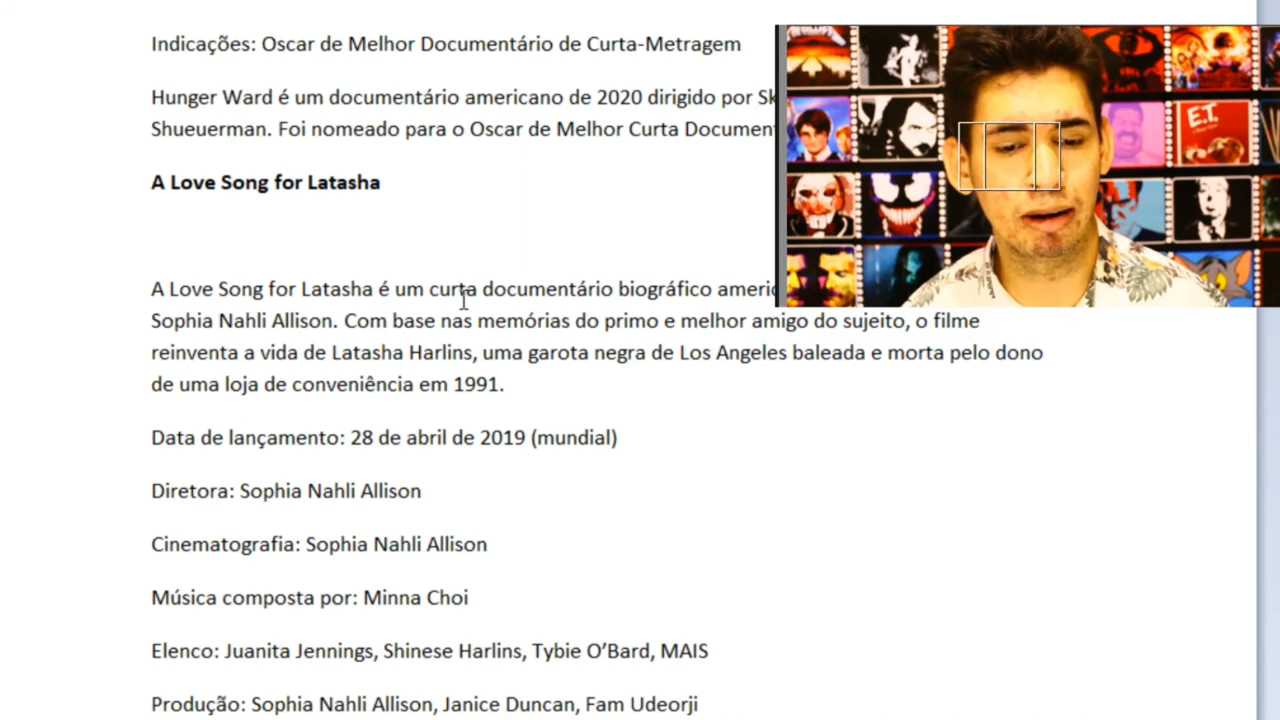 Indicações: Oscar de Melhor Documentário de Curta-Metragem
Hunger Ward é um documentário americano de 2020 dirigido por Sk
Shueuerman. Foi nomeado para o Oscar de Melhor Curta Document
A Love Song for Latasha
A Love Song for Latasha é um curta documentário biográfico americ
Sophia Nahli Allison. Com base nas memórias do primo e melhor amigo do sujeito, o filme
reinventa a vida de Latasha Harlins, uma garota negra de Los Angeles baleada e morta pelo dono
de uma loja de conveniência em 1991.
Data de lançamento: 28 de abril de 2019 (mundial)
Diretora: Sophia Nahli Allison
Cinematografia: Sophia Nahli Allison
Música composta por: Minna Choi
Elenco: Juanita Jennings, Shinese Harlins, Tybie O’Bard, MAIS
Produção: Sophia Nahli Allison, Janice Duncan, Fam Udeorji
E.T.